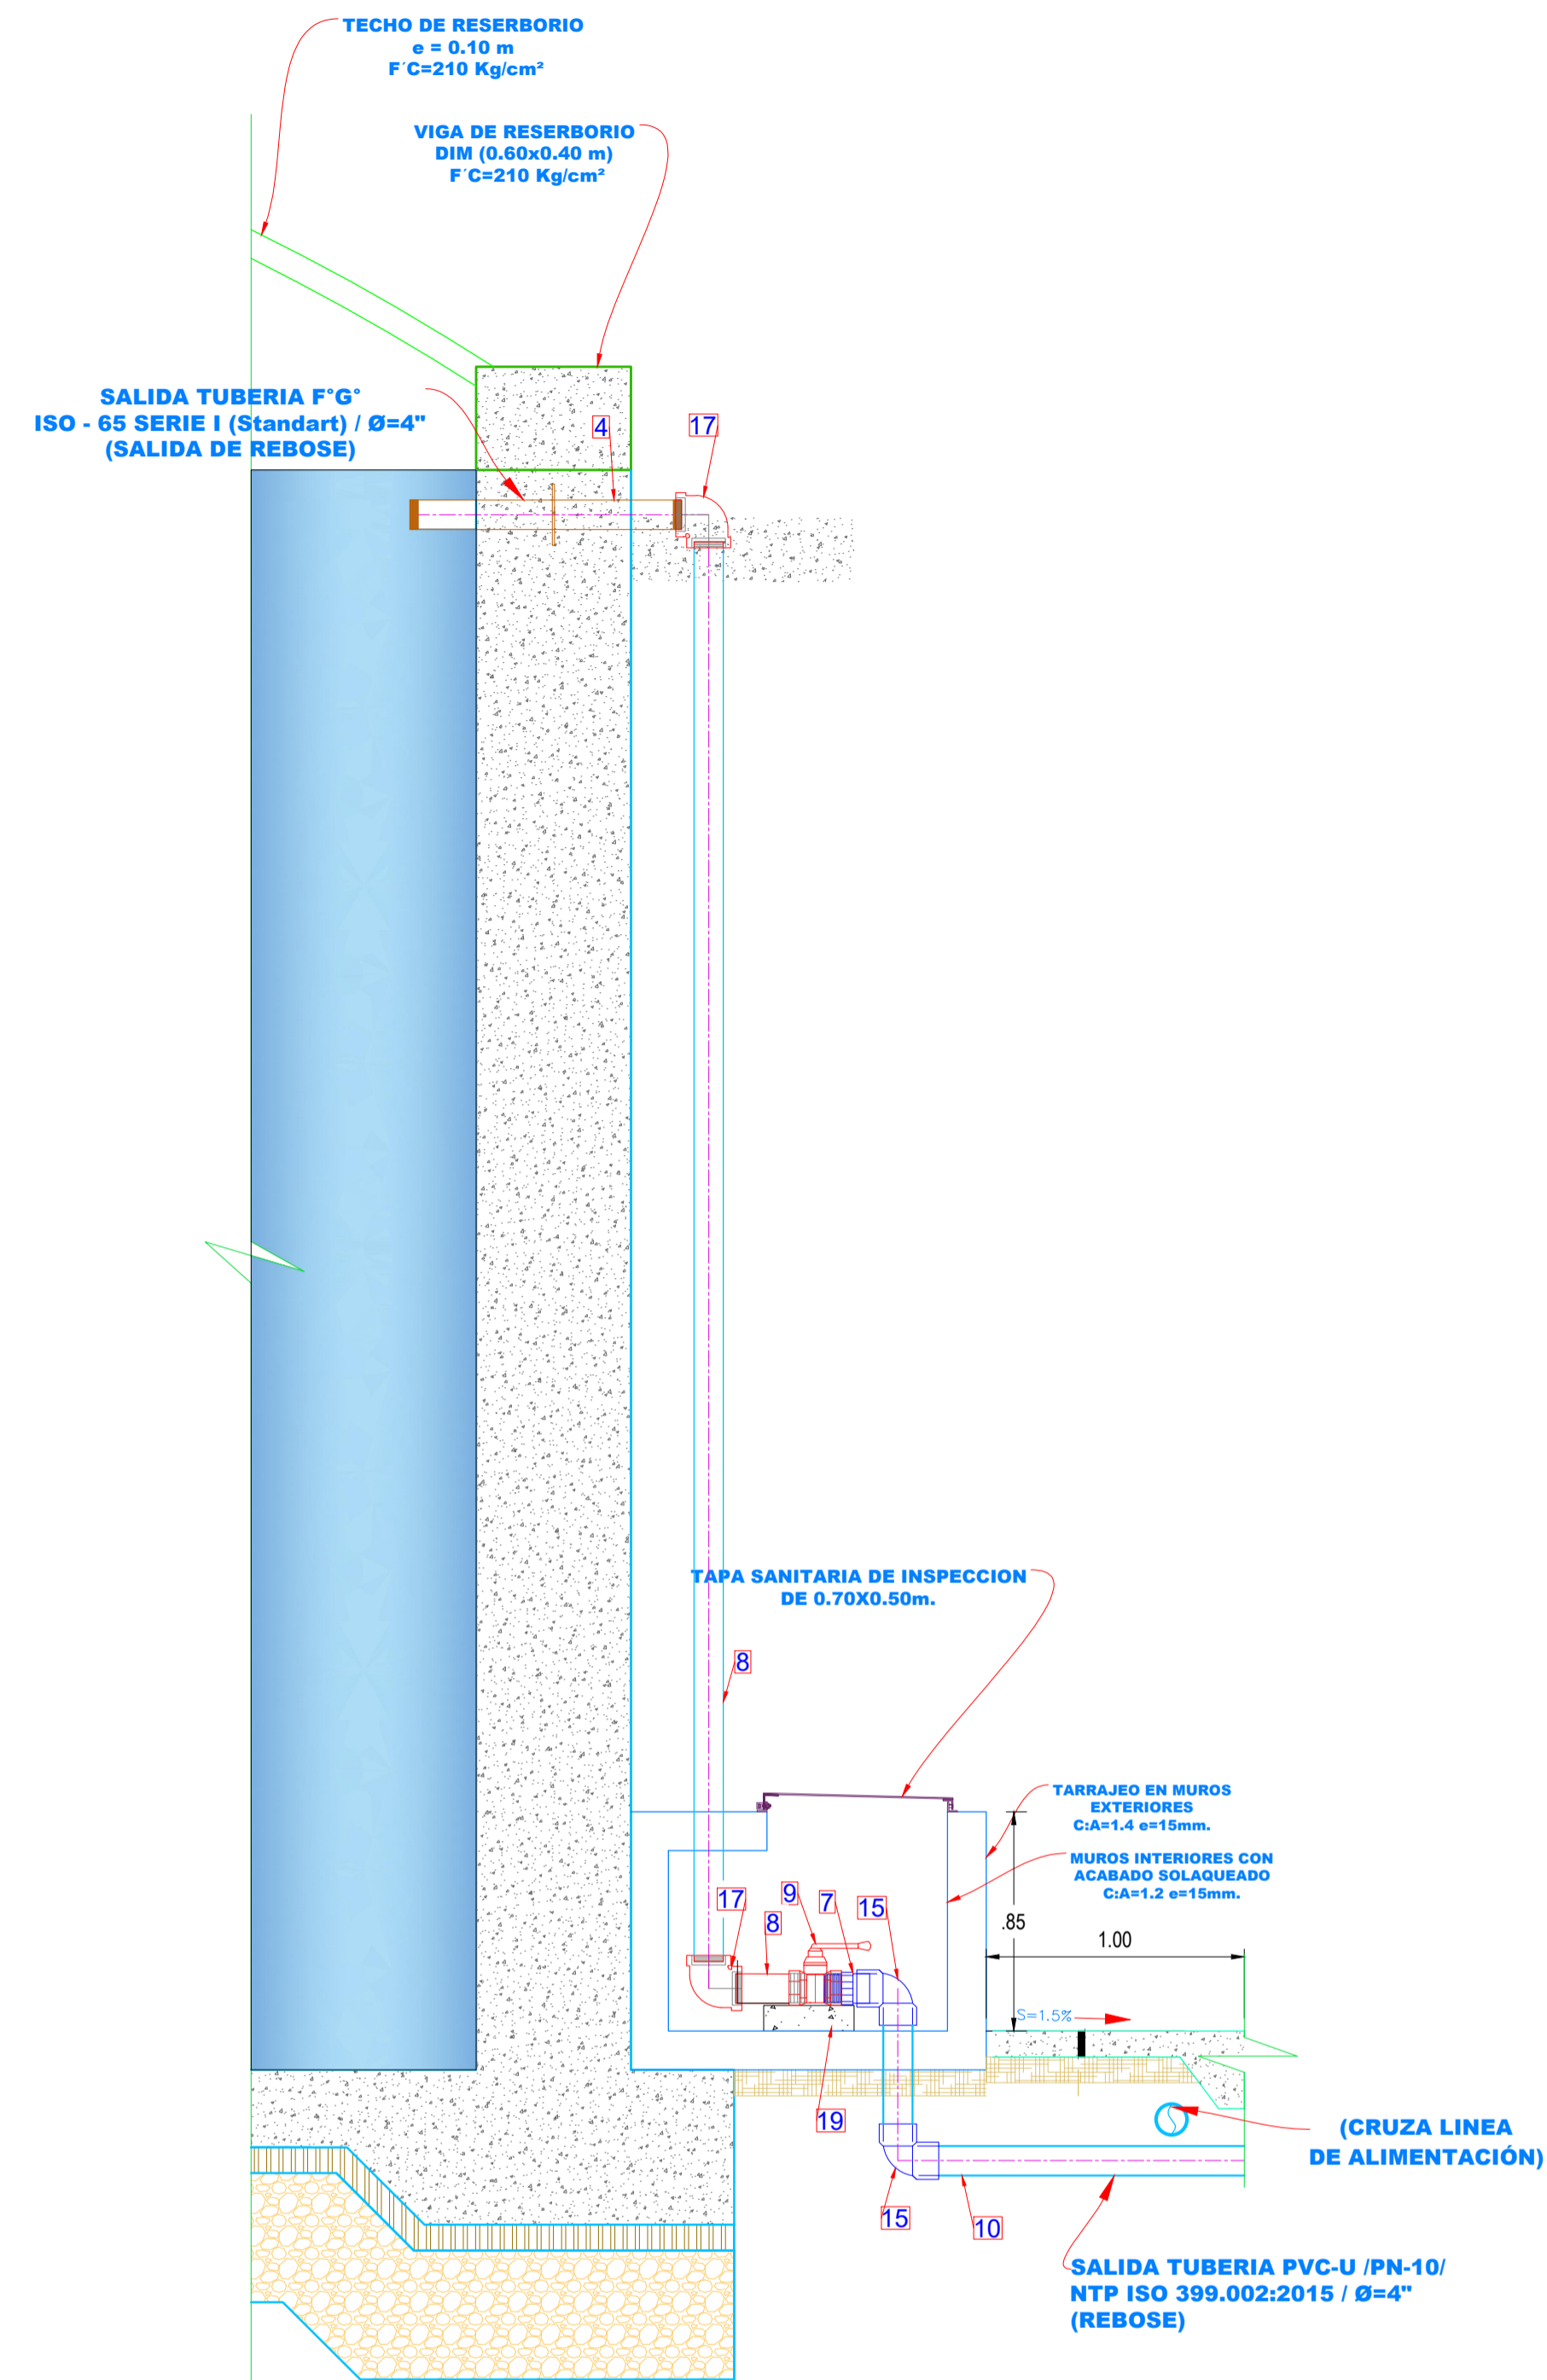 TECHO DE RESERBORIO
e = 0.10 m
F´C=210 Kg/cm²
VIGA DE RESERBORIO
DIM (0.60x0.40 m)
F´C=210 Kg/cm²
SALIDA TUBERIA F°G°
ISO - 65 SERIE I (Standart) / Ø=4"
(SALIDA DE REBOSE)
4
17
TAPA SANITARIA DE INSPECCION
DE 0.70X0.50m.
8
TARRAJEO EN MUROS
EXTERIORES
C:A=1.4 e=15mm.
MUROS INTERIORES CON
ACABADO SOLAQUEADO
C:A=1.2 e=15mm.
17
8
9
7
15
.85
1.00
S=1.5%
19
(CRUZA LINEA
DE ALIMENTACIÓN)
15
10
SALIDA TUBERIA PVC-U /PN-10/
NTP ISO 399.002:2015 / Ø=4"
(REBOSE)